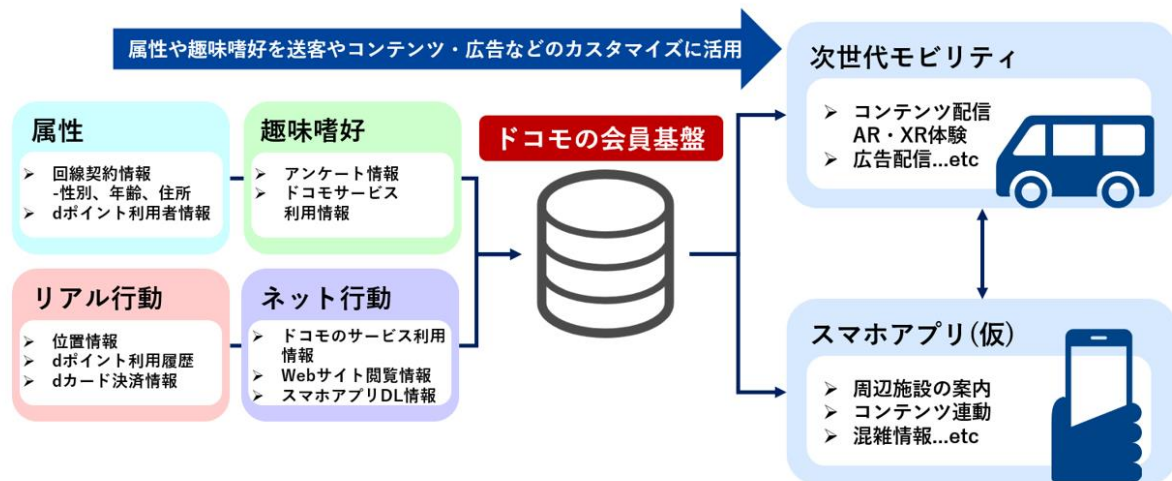 属性や趣味嗜好を送客やコンテンツ・広告などのカスタマイズに活用
属性
➢ 回線契約情報
-性別、年齢、住所
➢ dポイント利用者情報
趣味嗜好
➢ アンケート情報
➢ ドコモサービス
利用情報
リアル行動
➢ 位置情報
➢ dポイント利用履歴
➢ dカード決済情報
ネット行動
➢ ドコモのサービス利用
情報
➢ Webサイト閲覧情報
➢ スマホアプリDL情報
ドコモの会員基盤
次世代モビリティ
➢ コンテンツ配信
AR・XR体験
➢ 広告配信...etc
スマホアプリ(仮)
➢ 周辺施設の案内
➢ コンテンツ連動
➢ 混雑情報...etc